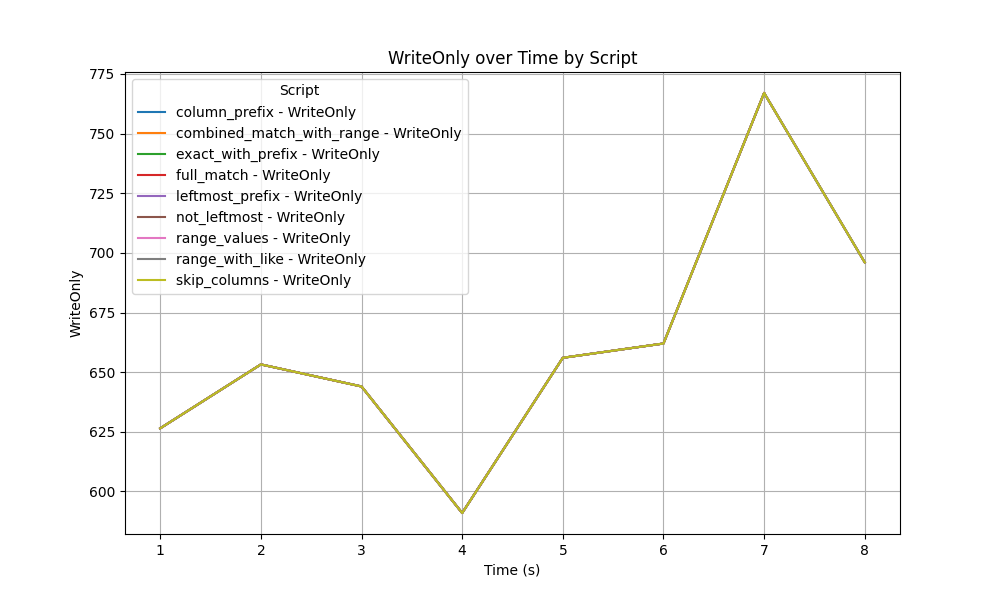 WriteOnly over Time by Script
775
750
725
700
675
650
625
600
WriteOnly
Script
column_prefix - WriteOnly
combined_match_with_range - WriteOnly
exact_with_prefix - WriteOnly
full_match - WriteOnly
leftmost_prefix - WriteOnly
not_leftmost - WriteOnly
range_values - WriteOnly
range_with_like - WriteOnly
skip_columns - WriteOnly
1 2 3 4 5 6 7 8
Time (s)